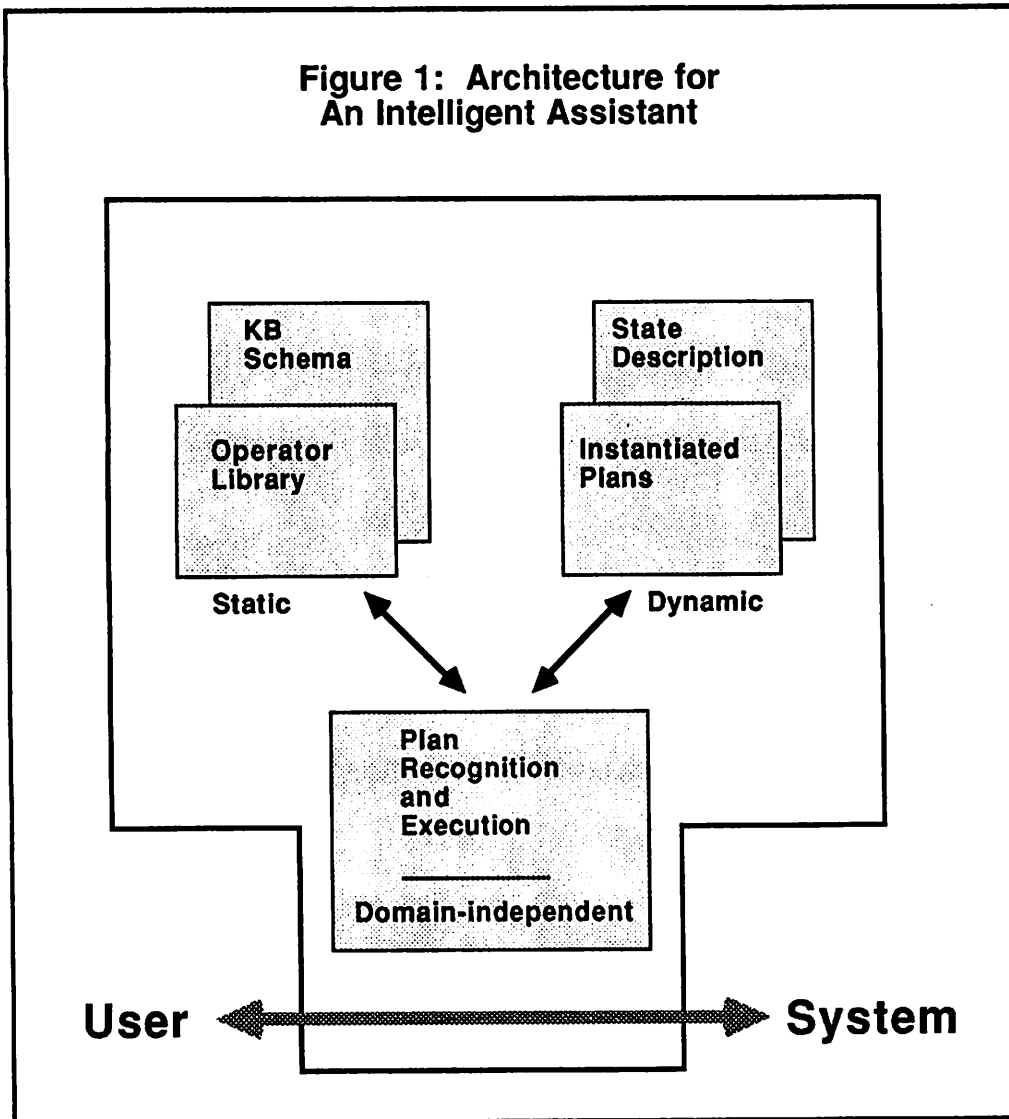 Figure 1: Architecture for
An Intelligent Assistant
KB
Schema
Operator
Library
Static
State
Description
Instantiated
Plans
Dynamic
Plan
Recognition
and
Execution
Domain-independent
User
System